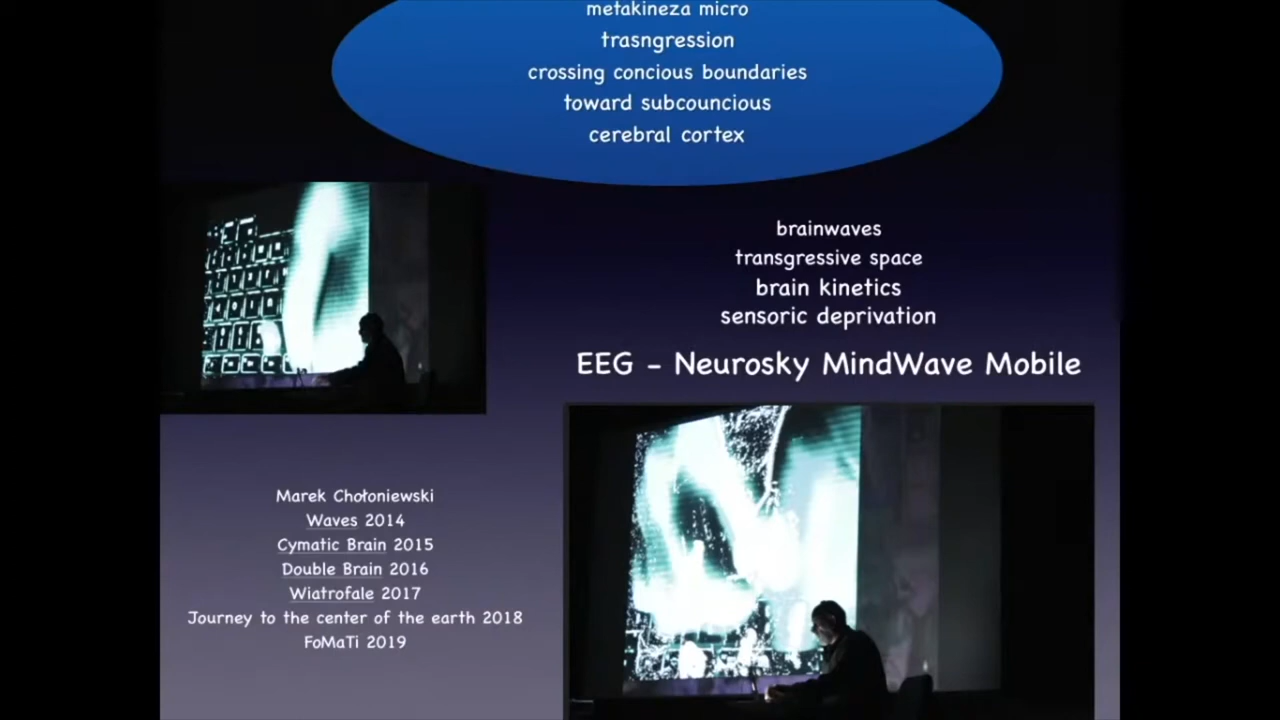 metakineza micro
trasngression
crossing concious boundaries
toward subcouncious
cerebral cortex
brainwaves
transgressive space
brain kinetics
sensoric deprivation
EEG – Neurosky MindWave Mobile
Marek Chołoniewski
Waves 2014
Cymatic Brain 2015
Double Brain 2016
Wiatrofale 2017
Journey to the center of the earth 2018
FoMaTi 2019